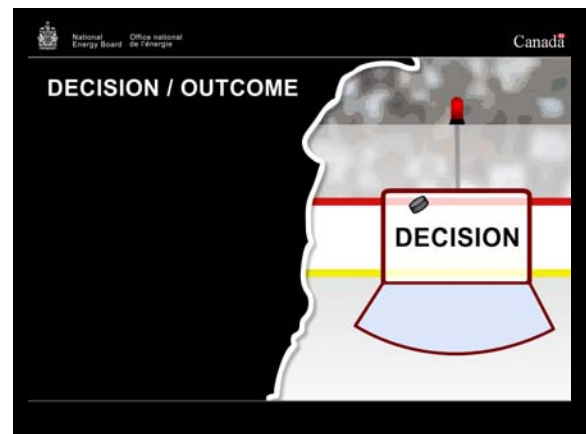 National Office national
Energy Board de l'énergie
Canada
DECISION / OUTCOME
DECISION